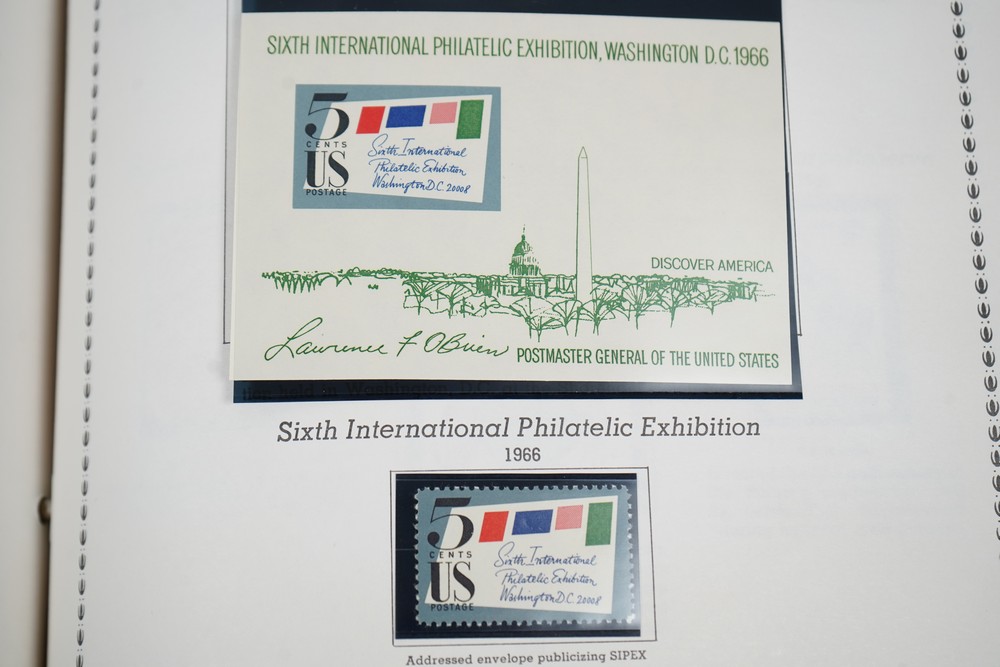 SIXTH INTERNATIONAL PHILATELIC EXHIBITION, WASHINGTON D.C. 1966
5
CENTS
US
POSTAGE
Sixth International
Philatelic Exhibition
Washington D.C. 20008
DISCOVER AMERICA
Lawrence F O'Brien POSTMASTER GENERAL OF THE UNITED STATES
Sixth International Philatelic Exhibition
1966
5
CENTS
US
POSTAGE
Sixth International
Philatelic Exhibition
Washington D.C. 20008
Addressed envelope publicizing SIPEX